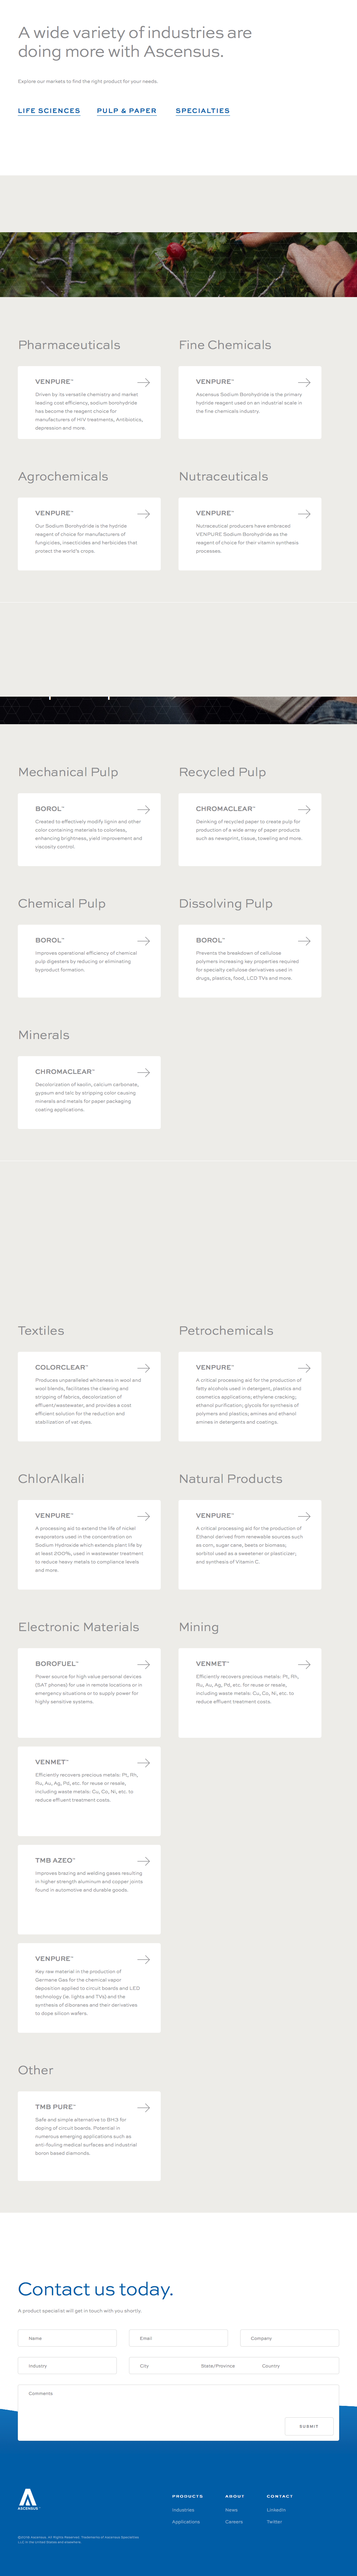 A wide variety of industries are
doing more with Ascensus.
Explore our markets to find the right product for your needs.
LIFE SCIENCES
PULP & PAPER
SPECIALTIES
Pharmaceuticals
VENPURE™
Driven by its versatile chemistry and market
leading cost efficiency, sodium borohydride
has become the reagent choice for
manufacturers of HIV treatments, Antibiotics,
depression and more.
Fine Chemicals
VENPURE™
Ascensus Sodium Borohydride is the primary
hydride reagent used on an industrial scale in
the fine chemicals industry.
Agrochemicals
VENPURE™
Our Sodium Borohydride is the hydride
reagent of choice for manufacturers of
fungicides, insecticides and herbicides that
protect the world's crops.
Nutraceuticals
VENPURE™
Nutraceutical producers have embraced
VENPURE Sodium Borohydride as the
reagent of choice for their vitamin synthesis
processes.
Mechanical Pulp
BOROL™
Created to effectively modify lignin and other
color containing materials to colorless,
enhancing brightness, yield improvement and
viscosity control.
Recycled Pulp
CHROMACLEAR™
Deinking of recycled paper to create pulp for
production of a wide array of paper products
such as newsprint, tissue, toweling and more.
Chemical Pulp
BOROL™
Improves operational efficiency of chemical
pulp digesters by reducing or eliminating
byproduct formation.
Dissolving Pulp
BOROL™
Prevents the breakdown of cellulose
polymers increasing key properties required
for specialty cellulose derivatives used in
drugs, plastics, food, LCD TVs and more.
Minerals
CHROMACLEAR™
Decolorization of kaolin, calcium carbonate,
gypsum and talc by stripping color causing
minerals and metals for paper packaging
coating applications.
Textiles
COLORCLEAR™
Produces unparalleled whiteness in wool and
wool blends, facilitates the clearing and
stripping of fabrics, decolorization of
effluent/wastewater, and provides a cost
efficient solution for the reduction and
stabilization of vat dyes.
Petrochemicals
VENPURE™
A critical processing aid for the production of
fatty alcohols used in detergent, plastics and
cosmetics applications; ethylene cracking;
ethanol purification; glycols for synthesis of
polymers and plastics; amines and ethanol
amines in detergents and coatings.
ChlorAlkali
VENPURE™
A processing aid to extend the life of nickel
evaporators used in the concentration on
Sodium Hydroxide which extends plant life by
at least 200%, used in wastewater treatment
to reduce heavy metals to compliance levels
and more.
Natural Products
VENPURE™
A critical processing aid for the production of
Ethanol derived from renewable sources such
as corn, sugar cane, beets or biomass;
sorbitol used as a sweetener or plasticizer;
and synthesis of Vitamin C.
Electronic Materials
BOROFUEL™
Power source for high value personal devices
(SAT phones) for use in remote locations or in
emergency situations or to supply power for
highly sensitive systems.
Mining
VENMET™
Efficiently recovers precious metals: Pt, Rh,
Ru, Au, Ag, Pd, etc. for reuse or resale,
including waste metals: Cu, Co, Ni, etc. to
reduce effluent treatment costs.
VENMET™
Efficiently recovers precious metals: Pt, Rh,
Ru, Au, Ag, Pd, etc. for reuse or resale,
including waste metals: Cu, Co, Ni, etc. to
reduce effluent treatment costs.
TMB AZEO™
Improves brazing and welding gases resulting
in higher strength aluminum and copper joints
found in automotive and durable goods.
VENPURE™
Key raw material in the production of
Germane Gas for the chemical vapor
deposition applied to circuit boards and LED
technology (ie. lights and TVs) and the
synthesis of diboranes and their derivatives
to dope silicon wafers.
Other
TMB PURE™
Safe and simple alternative to BH3 for
doping of circuit boards. Potential in
numerous emerging applications such as
anti-fouling medical surfaces and industrial
boron based diamonds.
Contact us today.
A product specialist will get in touch with you shortly.
Name
Email
Company
Industry
City
State/Province
Country
Comments
SUBMIT
ASCENSUS
PRODUCTS
ABOUT
CONTACT
Industries
News
LinkedIn
Applications
Careers
Twitter